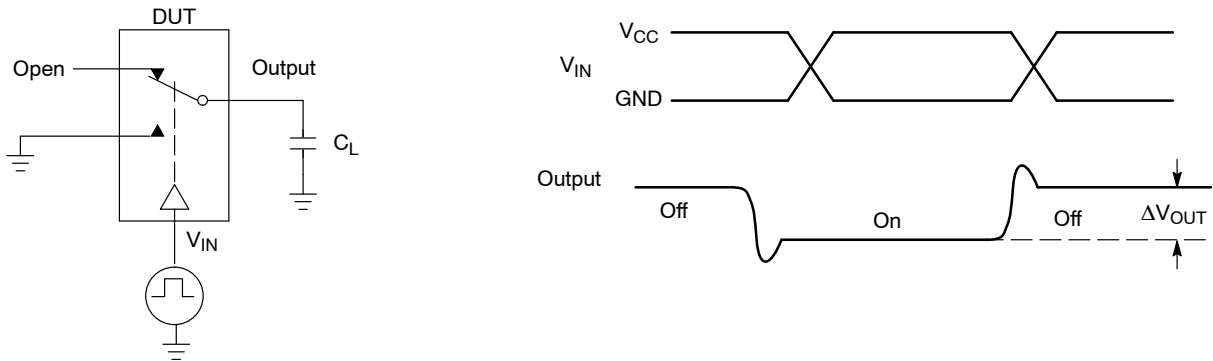 DUT
Open
Output
C_L
V_IN
V_CC
V_IN
GND
Output
Off
On
Off
ΔV_OUT